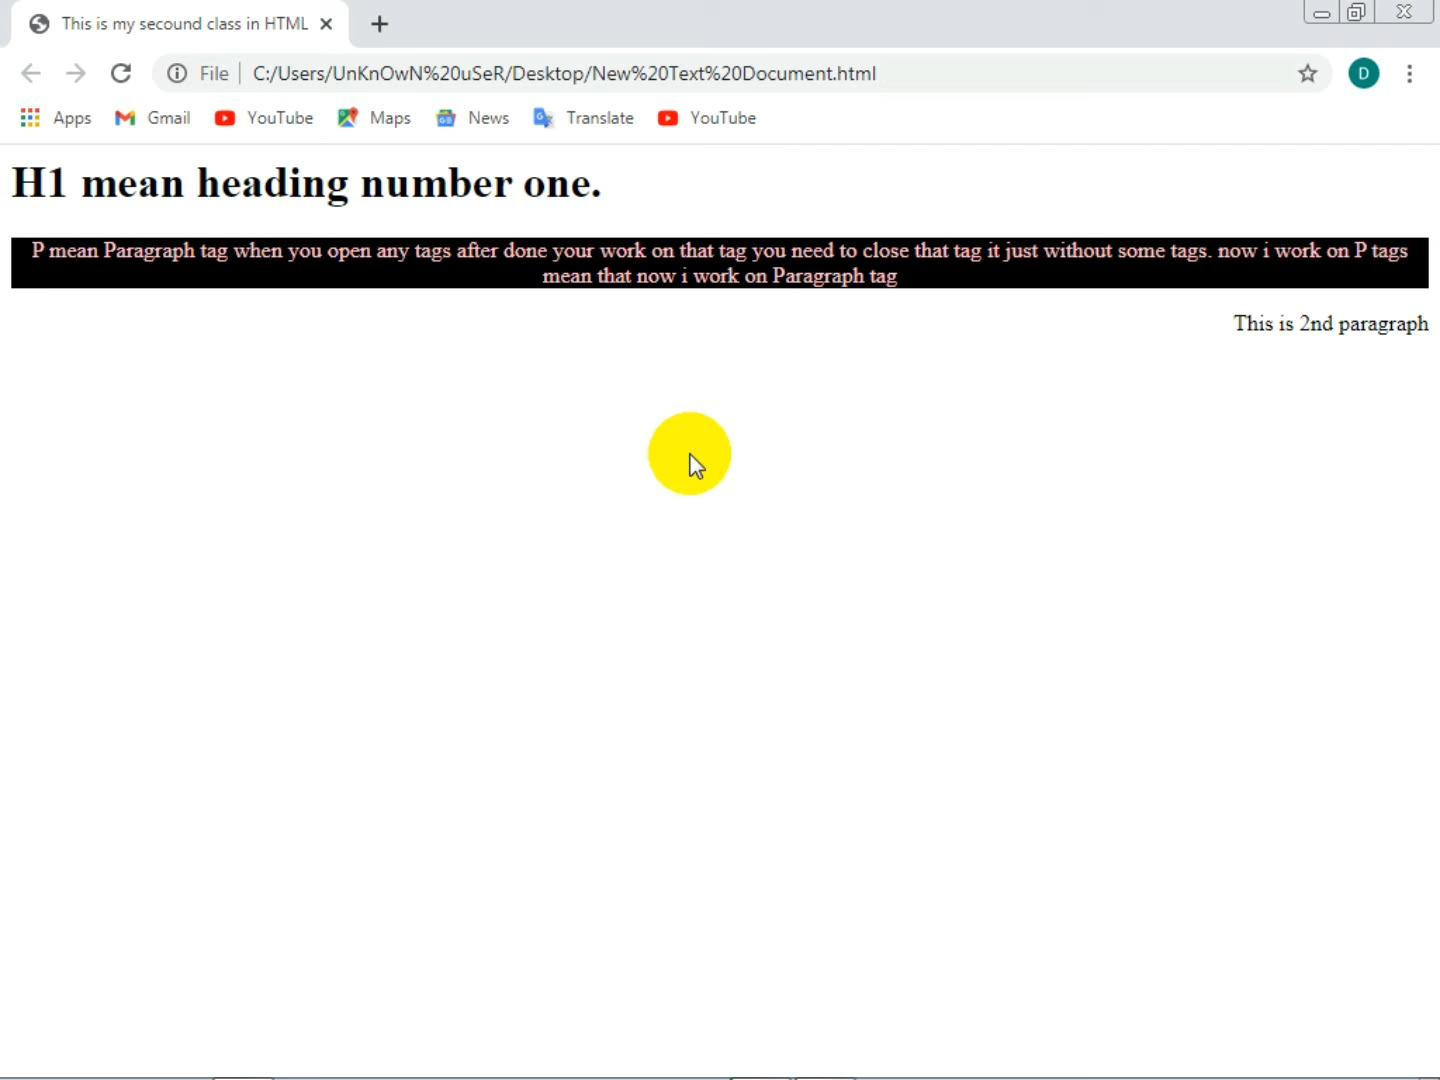 This is my secound class in HTML
File C:/Users/UnKnOwN%20uSeR/Desktop/New%20Text%20Document.html D
Apps Gmail YouTube Maps News Translate YouTube
H1 mean heading number one.
P mean Paragraph tag when you open any tags after done your work on that tag you need to close that tag it just without some tags. now i work on P tags
mean that now i work on Paragraph tag
This is 2nd paragraph